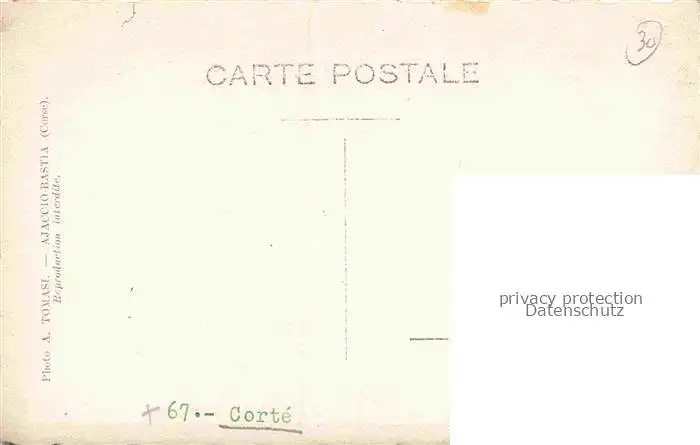 30
CARTE POSTALE
Photo A. TOMASI. — AJACCIO-BASTIA (Corse).
Reproduction interdite.
privacy protection
Datenschutz
+ 67.- Corté